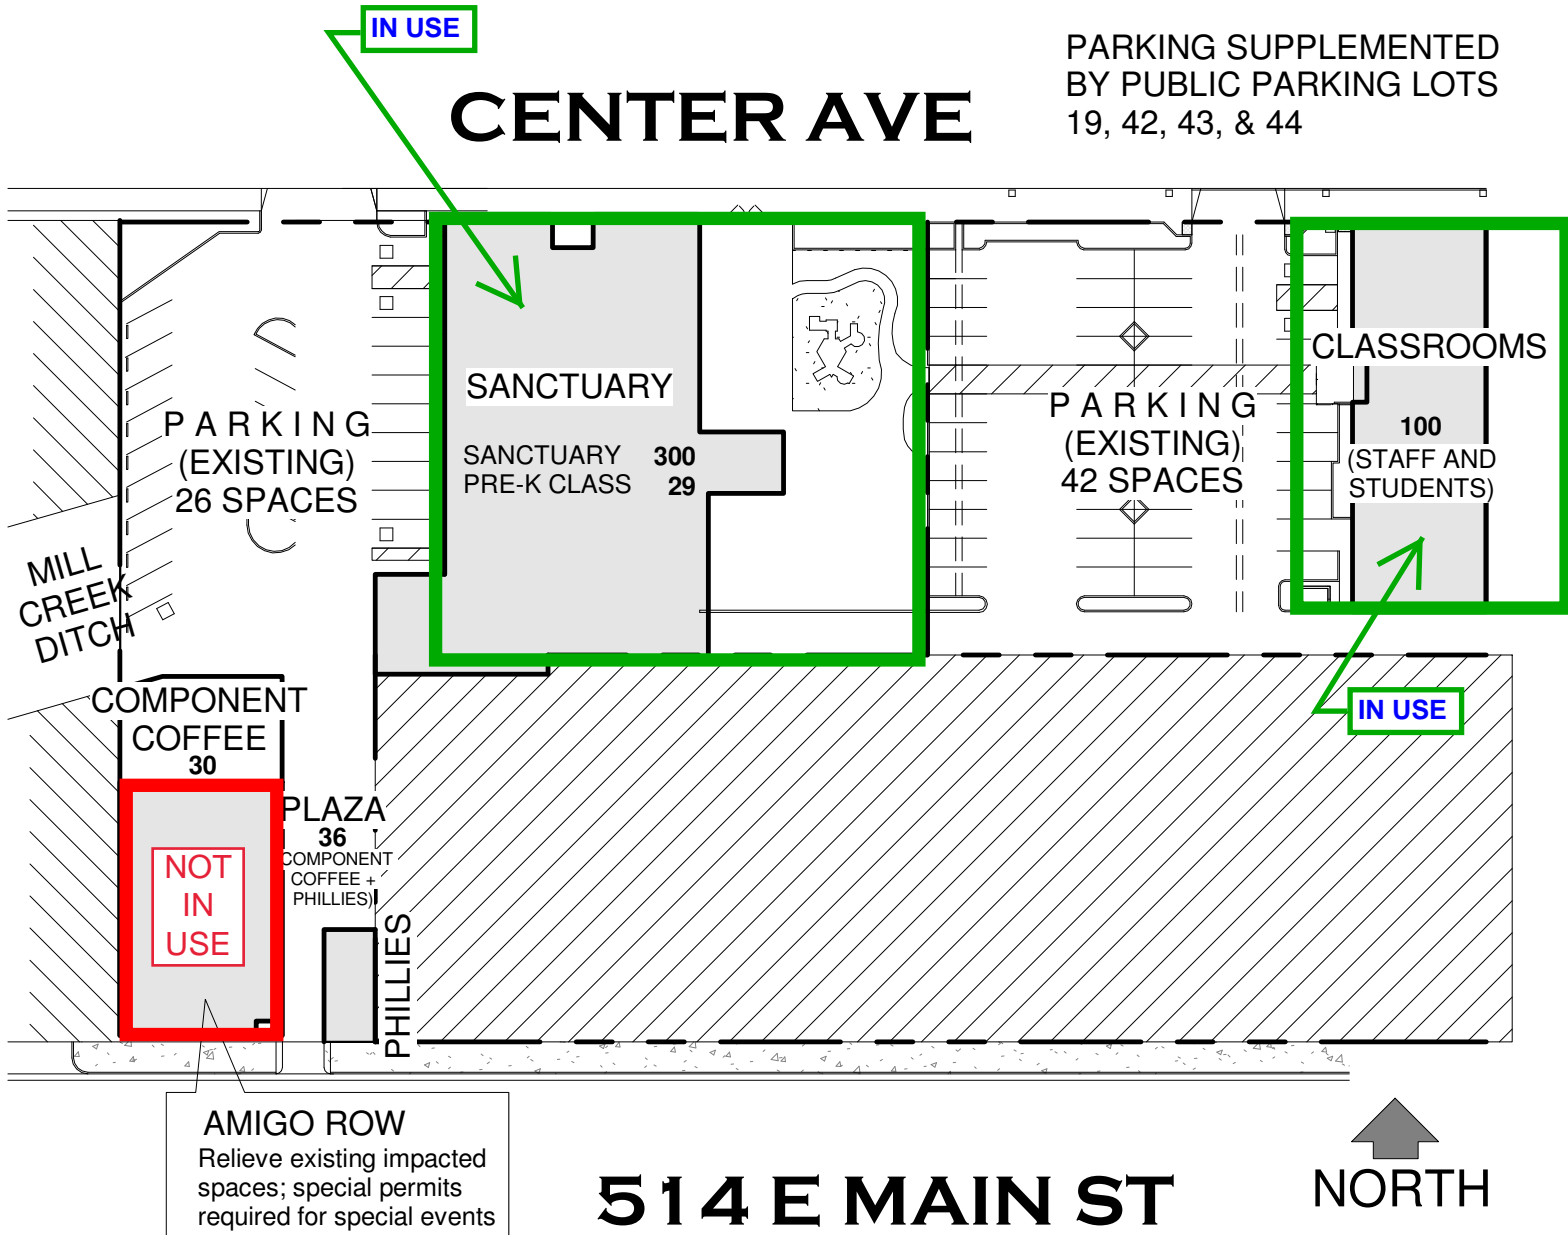 IN USE
PARKING SUPPLEMENTED
BY PUBLIC PARKING LOTS
19, 42, 43, & 44
CENTER AVE
SANCTUARY
SANCTUARY 300
PRE-K CLASS 29
PARKING
(EXISTING)
26 SPACES
PARKING
(EXISTING)
42 SPACES
CLASSROOMS
100
(STAFF AND
STUDENTS)
IN USE
MILL
CREEK
DITCH
COMPONENT
COFFEE
30
NOT
IN
USE
PLAZA
36
COMPONENT
COFFEE +
PHILLIES)
PHILLIES
AMIGO ROW
Relieve existing impacted
spaces; special permits
required for special events
514 E MAIN ST
NORTH